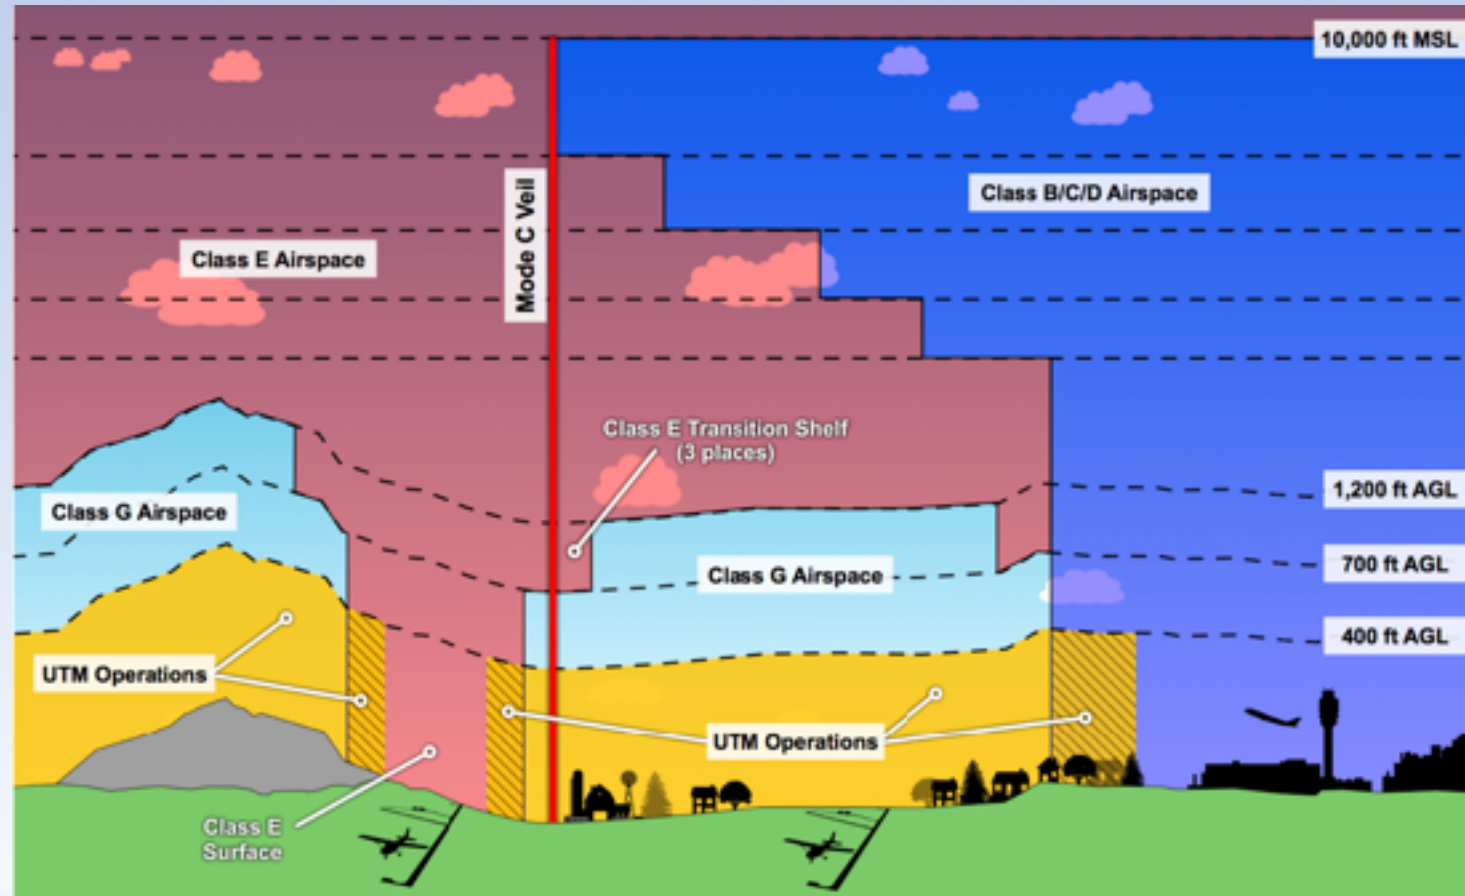 10,000 ft MSL
Mode C Veil
Class B/C/D Airspace
Class E Airspace
Class E Transition Shelf
(3 places)
1,200 ft AGL
Class G Airspace
700 ft AGL
Class G Airspace
400 ft AGL
UTM Operations
UTM Operations
Class E
Surface